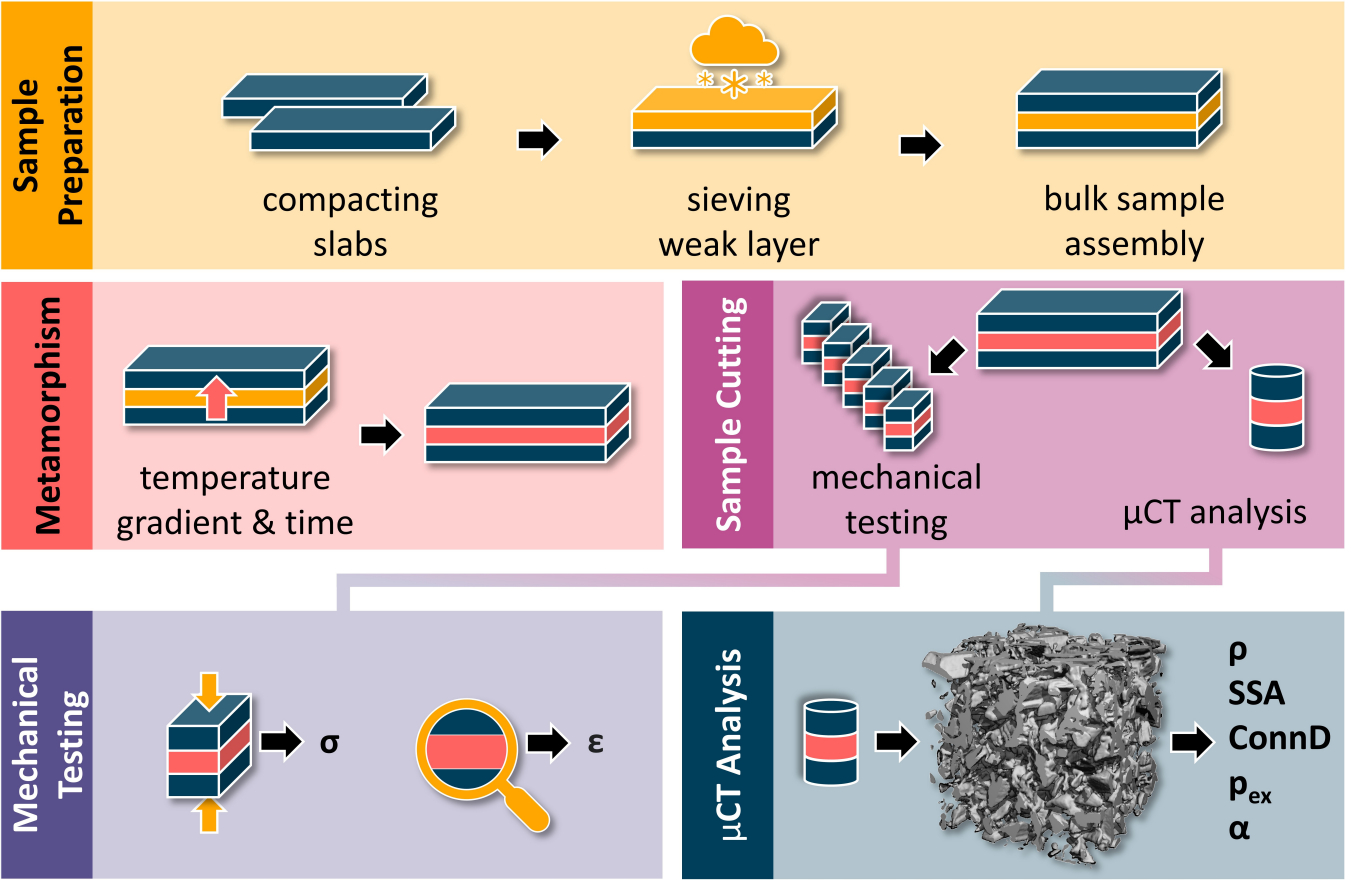 Sample
Preparation
compacting
slabs
sieving
weak layer
bulk sample
assembly
Metamorphism
temperature
gradient & time
Sample Cutting
mechanical
testing
µCT analysis
Mechanical
Testing
σ
ε
µCT Analysis
ρ
SSA
ConnD
pex
α